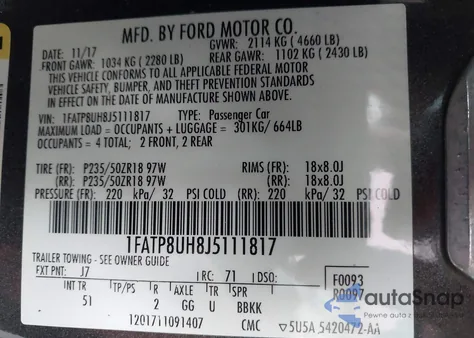 MFD. BY FORD MOTOR CO.
DATE: 11/17 GVWR: 2114 KG ( 4660 LB)
FRONT GAWR: 1034 KG ( 2280 LB) REAR GAWR: 1102 KG ( 2430 LB)
THIS VEHICLE CONFORMS TO ALL APPLICABLE FEDERAL MOTOR
VEHICLE SAFETY, BUMPER, AND THEFT PREVENTION STANDARDS
IN EFFECT ON THE DATE OF MANUFACTURE SHOWN ABOVE.
VIN: 1FATP8UH8J5111817 TYPE: Passenger Car
MAXIMUM LOAD = OCCUPANTS + LUGGAGE = 301KG/ 664LB
OCCUPANTS = 4 TOTAL; 2 FRONT, 2 REAR
TIRE (FR): P235/50ZR18 97W RIMS (FR): 18x8.0J
(RR): P235/50ZR18 97W (RR): 18x8.0J
PRESSURE (FR): 220 kPa/ 32 PSI COLD (RR): 220 kPa/ 32 PSI COLD
1FATP8UH8J5111817
TRAILER TOWING - SEE OWNER GUIDE
EXT PNT: J7 RC: 71 DSO: F0093
R0097
INT TR TP/PS R AXLE TR SPR
51 2 GG U BBKK
1201711091407 CMC 5U5A 5420472-AA
autoSnap
Pewne auto z dostawą